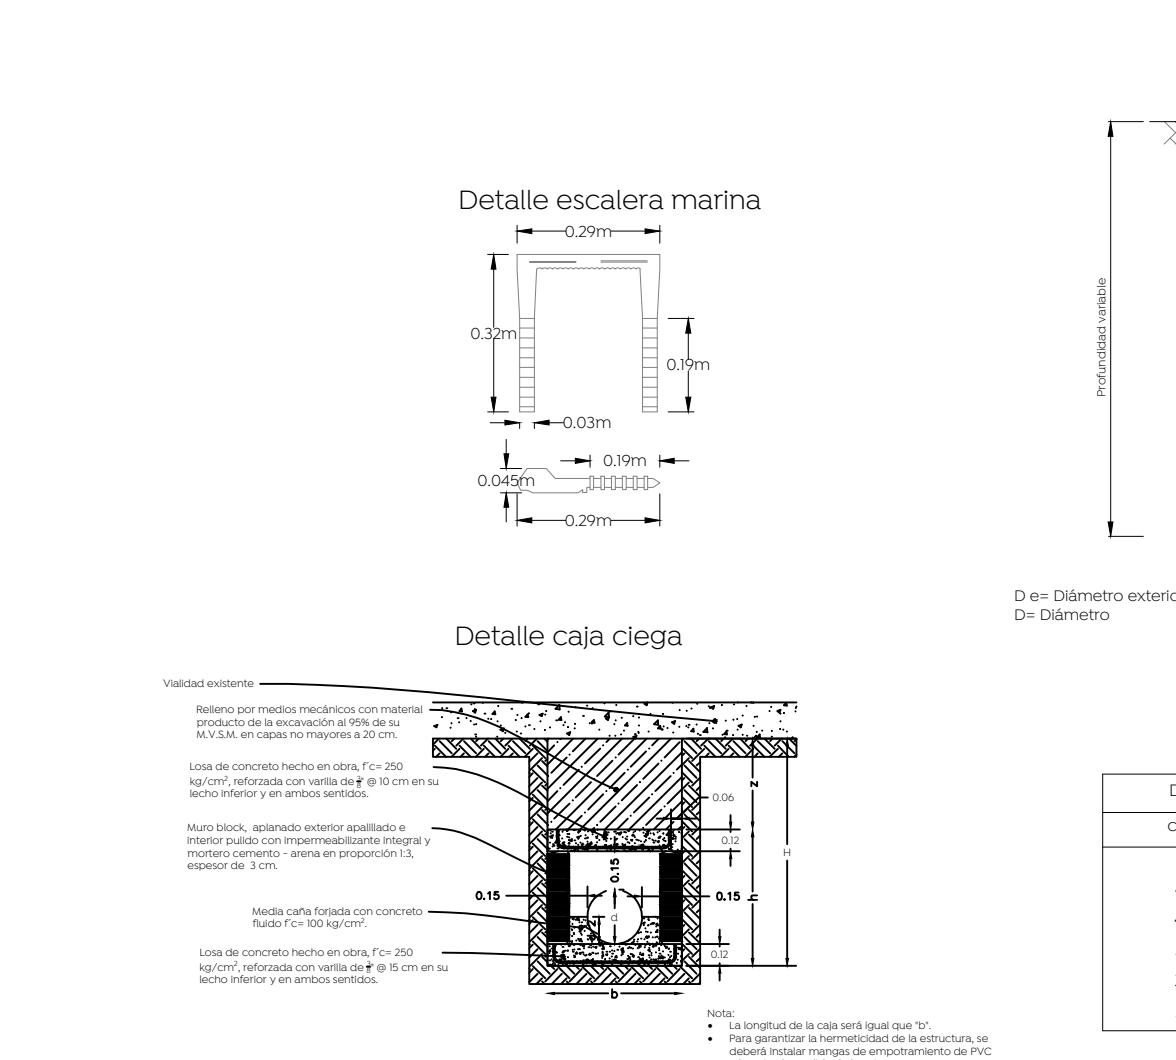 Detalle escalera marina
0.29m
0.32m
0.19m
0.03m
0.19m
0.045m
0.29m
Profundidad variable
D e= Diámetro exterio
D= Diámetro
Detalle caja ciega
Vialidad existente
Relleno por medios mecánicos con material
producto de la excavación al 95% de su
M.V.S.M. en capas no mayores a 20 cm.
Losa de concreto hecho en obra, f´c= 250
kg/cm², reforzada con varilla de @ 10 cm en su
lecho inferior y en ambos sentidos.
Muro block, aplanado exterior apalillado e
interior pulido con impermeabilizante integral y
mortero cemento - arena en proporción 1:3,
espesor de 3 cm.
Media caña forjada con concreto
fluido f´c= 100 kg/cm².
Losa de concreto hecho en obra, f´c= 250
kg/cm², reforzada con varilla de @ 15 cm en su
lecho inferior y en ambos sentidos.
z
0.06
0.12
H
0.15
0.15
0.15
h
d
0.12
b
Nota:
• La longitud de la caja será igual que "b".
• Para garantizar la hermeticidad de la estructura, se
deberá instalar mangas de empotramiento de PVC